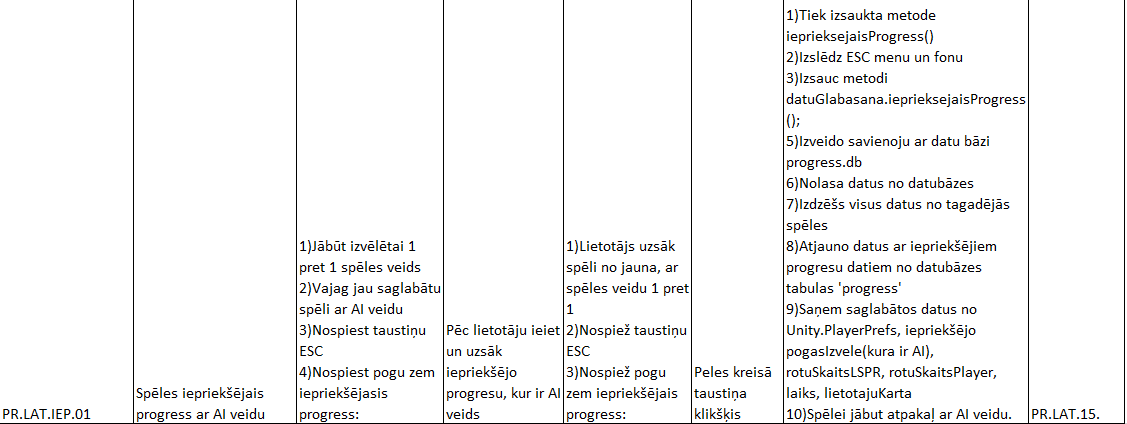 PR.LAT.IEP.01
Spēles iepriekšējais
progress ar AI veidu
1)Jābūt izvēlētai 1
pret 1 spēles veids
2)Vajag jau saglabātu
spēli ar AI veidu
3)Nospiest taustiņu
ESC
4)Nospiest pogu zem
iepriekšējasis
progress:
Pēc lietotāju ieiet
un uzsāk
iepriekšējo
progresu, kur ir AI
veids
1)Lietotājs uzsāk
spēli no jauna, ar
spēles veidu 1 pret
1
2)Nospiež taustiņu
ESC
3)Nospiež pogu
zem iepriekšējais
progress:
Peles kreisā
taustiņa
klikšķis
1)Tiek izsaukta metode
ieprieksejaisProgress()
2)Izslēdz ESC menu un fonu
3)Izsauc metodi
datuGlabasana.ieprieksejaisProgress
();
5)Izveido savienoju ar datu bāzi
progress.db
6)Nolasa datus no datubāzes
7)Izdzēšs visus datus no tagadējās
spēles
8)Atjauno datus ar iepriekšējiem
progresu datiem no datubāzes
tabulas 'progress'
9)Saņem saglabātos datus no
Unity.PlayerPrefs, iepriekšējo
pogasIzvele(kura ir AI),
rotuSkaitsLSPR, rotuSkaitsPlayer,
laiks, lietotajuKarta
10)Spēlei jābut atpakaļ ar AI veidu.
PR.LAT.15.